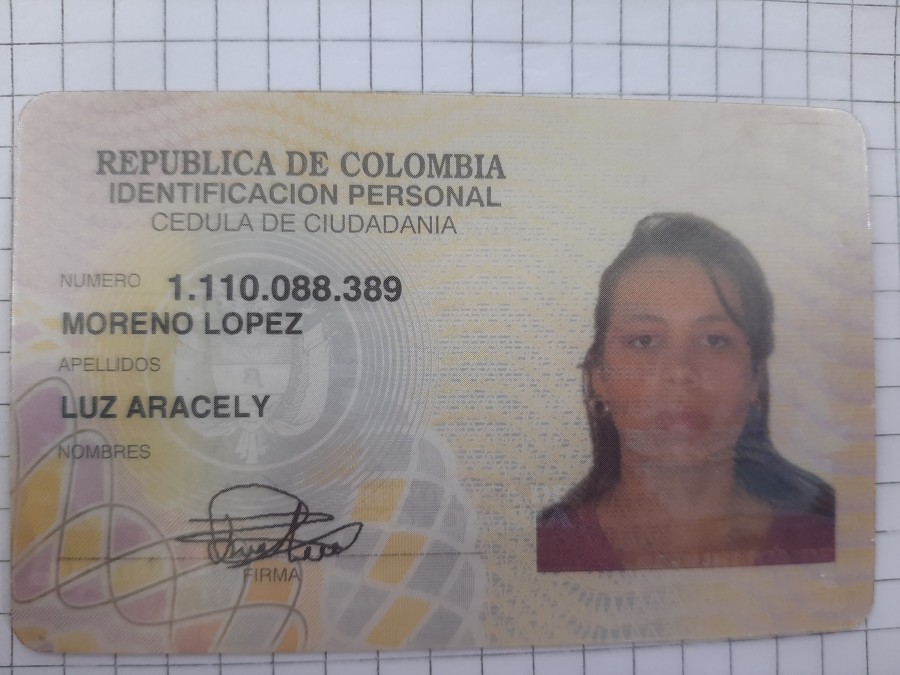 REPUBLICA DE COLOMBIA
IDENTIFICACION PERSONAL
CEDULA DE CIUDADANIA
NUMERO 1.110.088.389
MORENO LOPEZ
APELLIDOS
LUZ ARACELY
NOMBRES
FIRMA